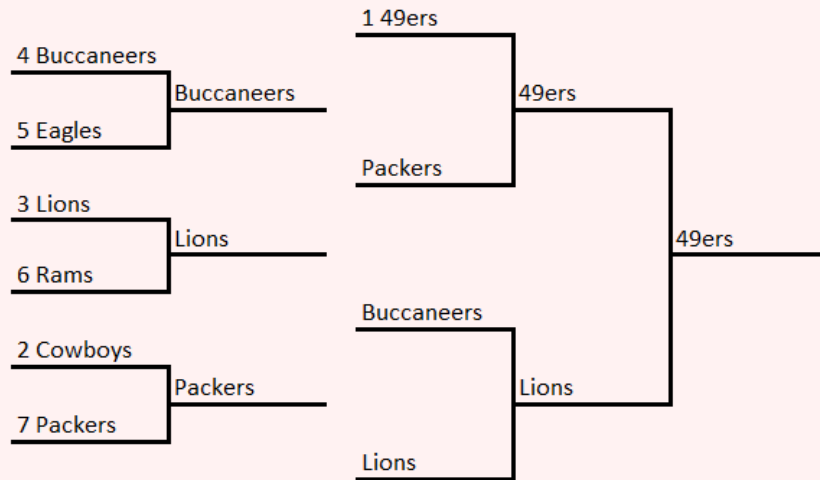 4 Buccaneers
5 Eagles
Buccaneers
3 Lions
6 Rams
Lions
2 Cowboys
7 Packers
Packers
1 49ers
Packers
49ers
Buccaneers
Lions
Lions
49ers